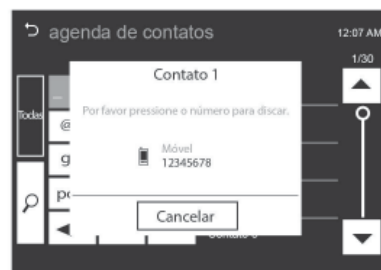 agenda de contatos
12:07 AM
1/30
Contato 1
Por favor pressione o número para discar.
Todas
@
Móvel
12345678
g
Cancelar